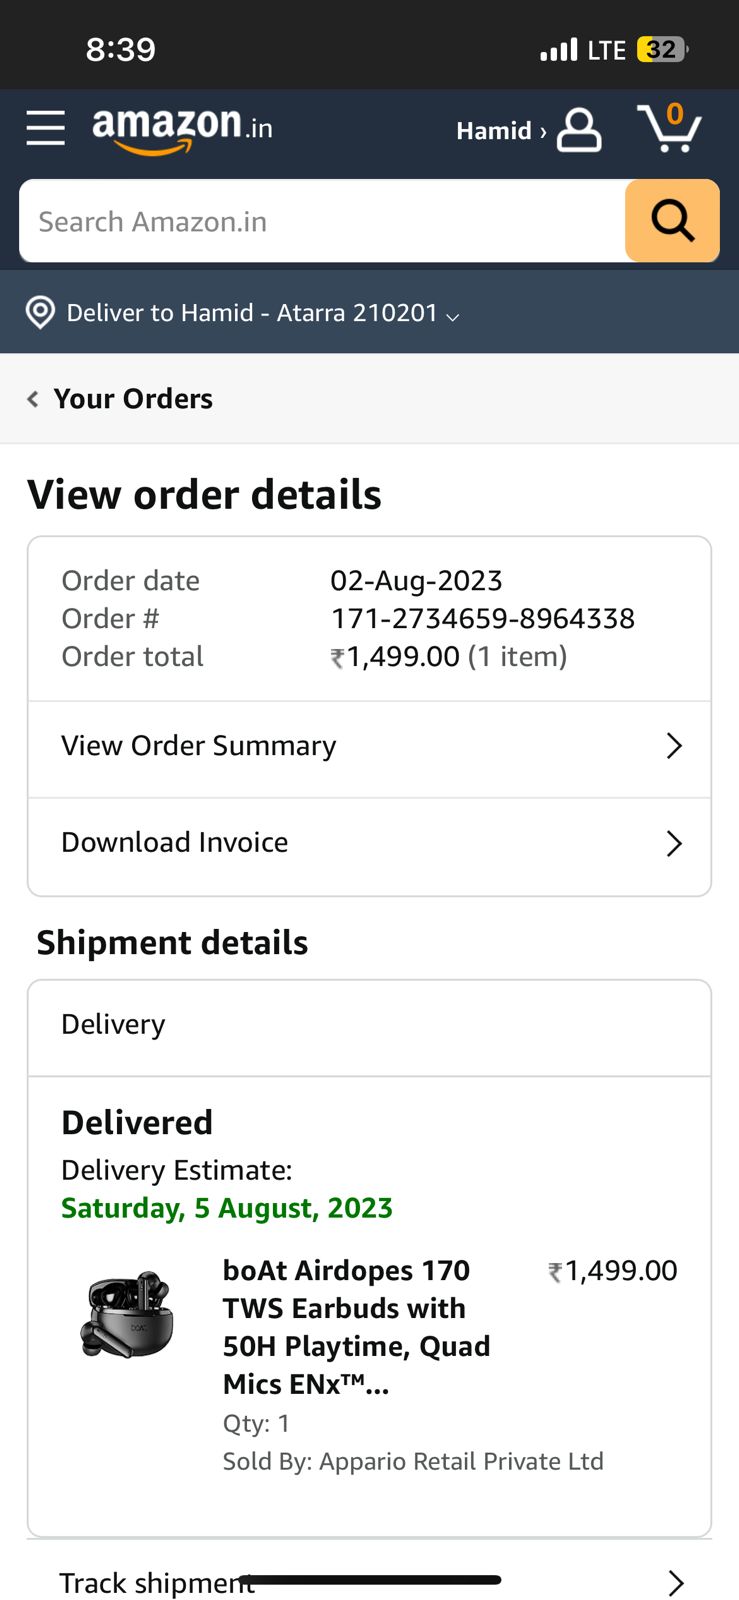 8:39
LTE 32
amazon.in
Hamid ›
0
Search Amazon.in
Deliver to Hamid - Atarra 210201
Your Orders
View order details
Order date 02-Aug-2023
Order # 171-2734659-8964338
Order total ₹1,499.00 (1 item)
View Order Summary
Download Invoice
Shipment details
Delivery
Delivered
Delivery Estimate:
Saturday, 5 August, 2023
boAt Airdopes 170 ₹1,499.00
TWS Earbuds with
50H Playtime, Quad
Mics ENx™...
Qty: 1
Sold By: Appario Retail Private Ltd
Track shipment